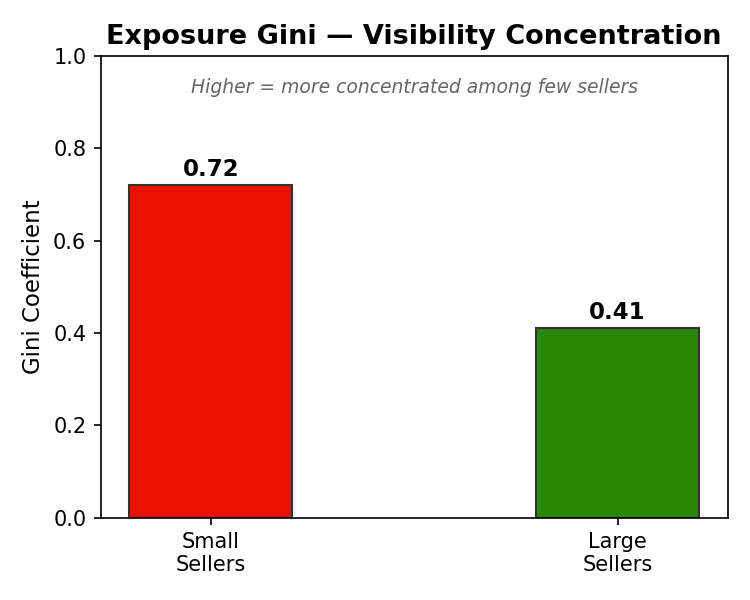 Exposure Gini — Visibility Concentration
Higher = more concentrated among few sellers
Gini Coefficient
1.0
0.8
0.6
0.4
0.2
0.0
0.72
0.41
Small
Sellers
Large
Sellers